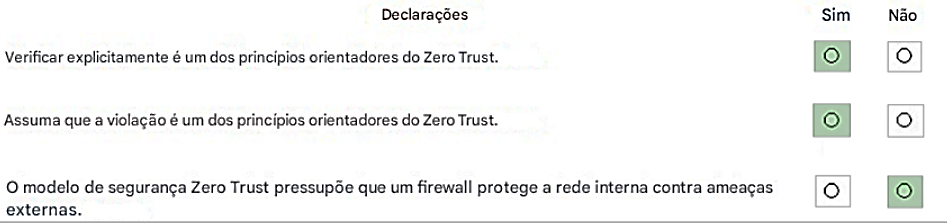 Declarações Sim Não
Verificar explicitamente é um dos princípios orientadores do Zero Trust.
Assuma que a violação é um dos princípios orientadores do Zero Trust.
O modelo de segurança Zero Trust pressupõe que um firewall protege a rede interna contra ameaças
externas.